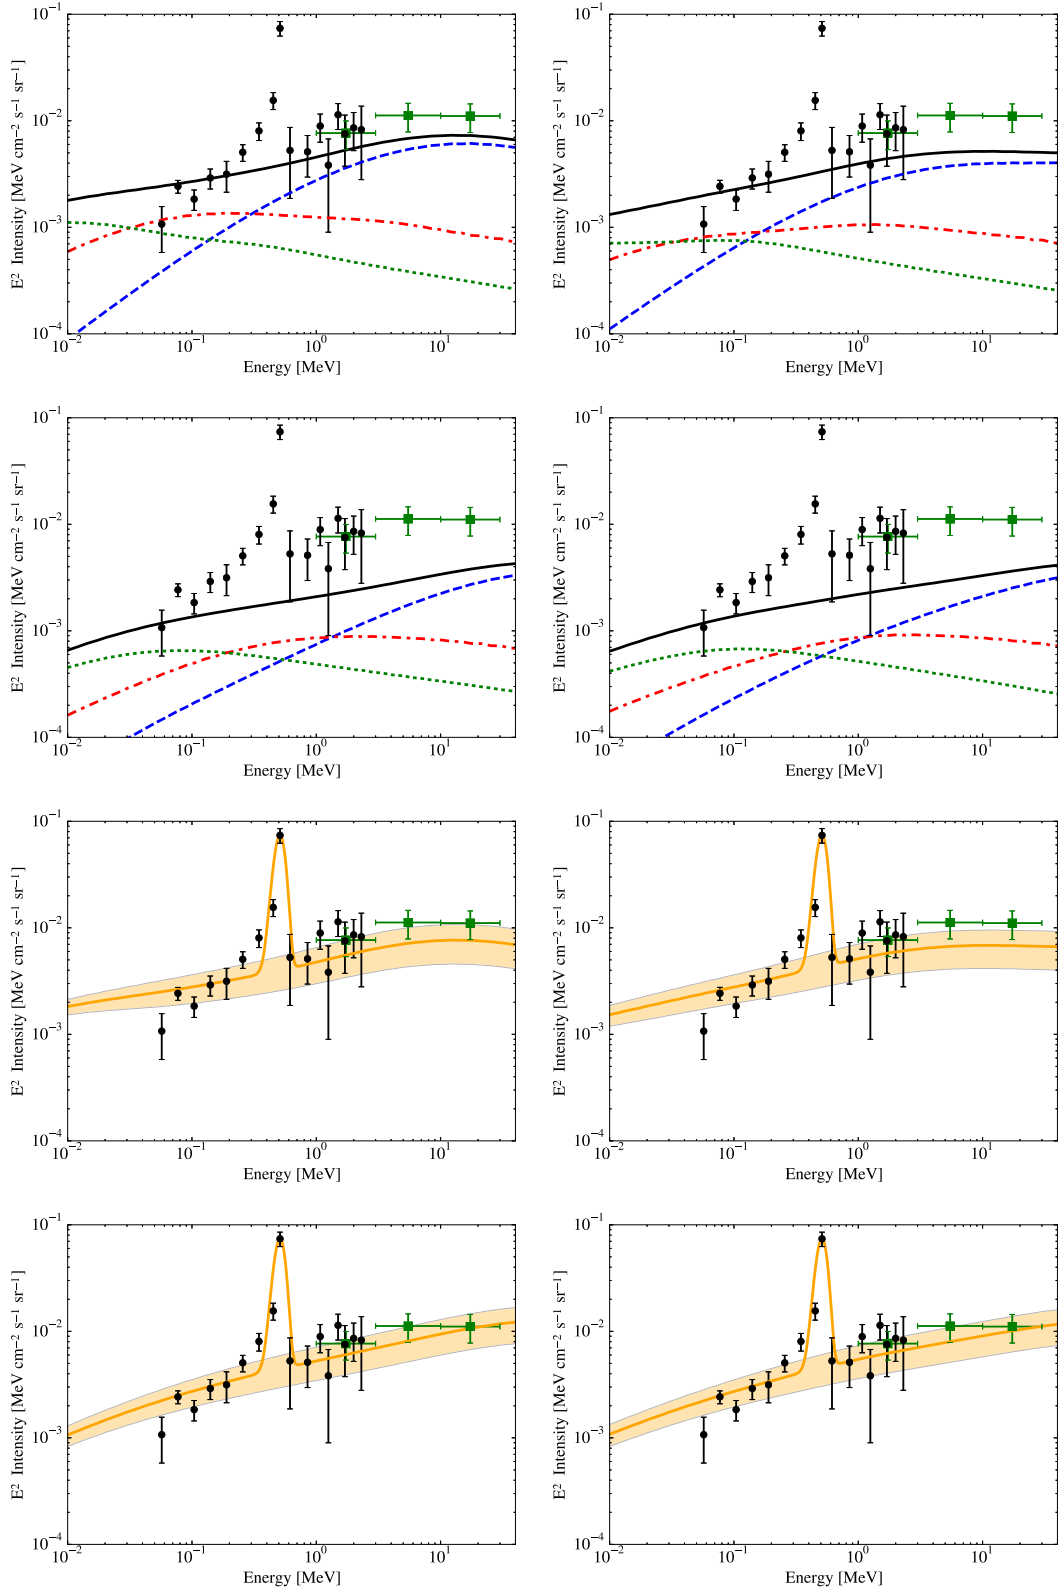 10⁻¹
10⁻²
10⁻³
10⁻⁴
E² Intensity [MeV cm⁻² s⁻¹ sr⁻¹]
10⁻² 10⁻¹ 10⁰ 10¹
Energy [MeV]
10⁻¹
10⁻²
10⁻³
10⁻⁴
E² Intensity [MeV cm⁻² s⁻¹ sr⁻¹]
10⁻² 10⁻¹ 10⁰ 10¹
Energy [MeV]
10⁻¹
10⁻²
10⁻³
10⁻⁴
E² Intensity [MeV cm⁻² s⁻¹ sr⁻¹]
10⁻² 10⁻¹ 10⁰ 10¹
Energy [MeV]
10⁻¹
10⁻²
10⁻³
10⁻⁴
E² Intensity [MeV cm⁻² s⁻¹ sr⁻¹]
10⁻² 10⁻¹ 10⁰ 10¹
Energy [MeV]
10⁻¹
10⁻²
10⁻³
10⁻⁴
E² Intensity [MeV cm⁻² s⁻¹ sr⁻¹]
10⁻² 10⁻¹ 10⁰ 10¹
Energy [MeV]
10⁻¹
10⁻²
10⁻³
10⁻⁴
E² Intensity [MeV cm⁻² s⁻¹ sr⁻¹]
10⁻² 10⁻¹ 10⁰ 10¹
Energy [MeV]
10⁻¹
10⁻²
10⁻³
10⁻⁴
E² Intensity [MeV cm⁻² s⁻¹ sr⁻¹]
10⁻² 10⁻¹ 10⁰ 10¹
Energy [MeV]
10⁻¹
10⁻²
10⁻³
10⁻⁴
E² Intensity [MeV cm⁻² s⁻¹ sr⁻¹]
10⁻² 10⁻¹ 10⁰ 10¹
Energy [MeV]